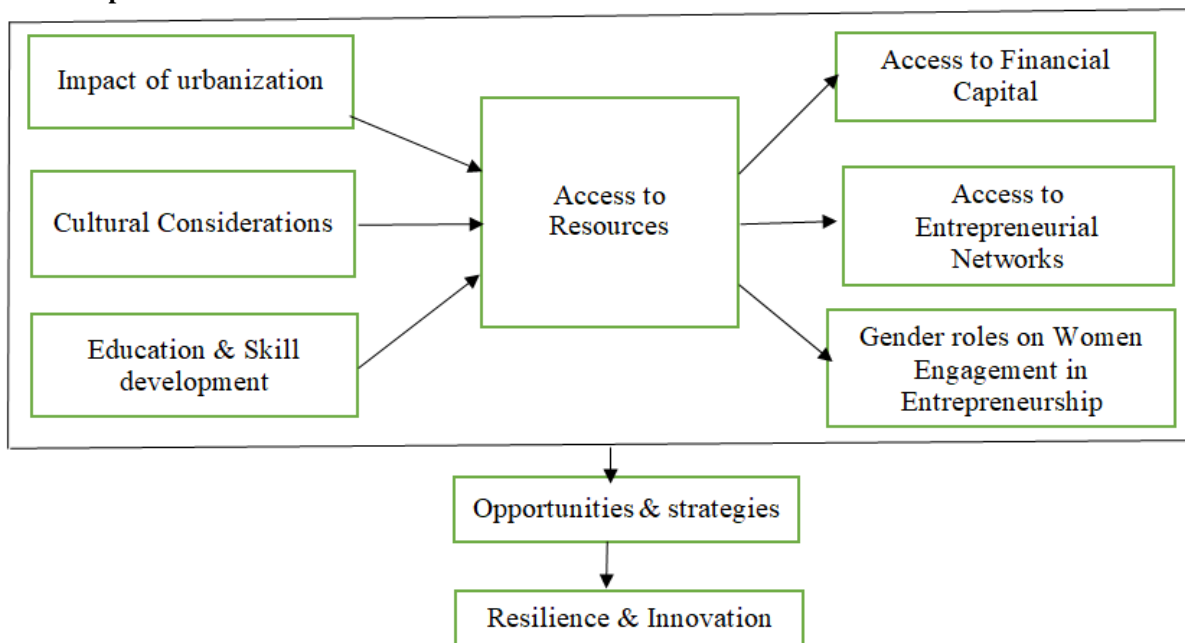 Impact of urbanization
Cultural Considerations
Education & Skill
development
Access to
Resources
Access to Financial
Capital
Access to
Entrepreneurial
Networks
Gender roles on Women
Engagement in
Entrepreneurship
Opportunities & strategies
Resilience & Innovation